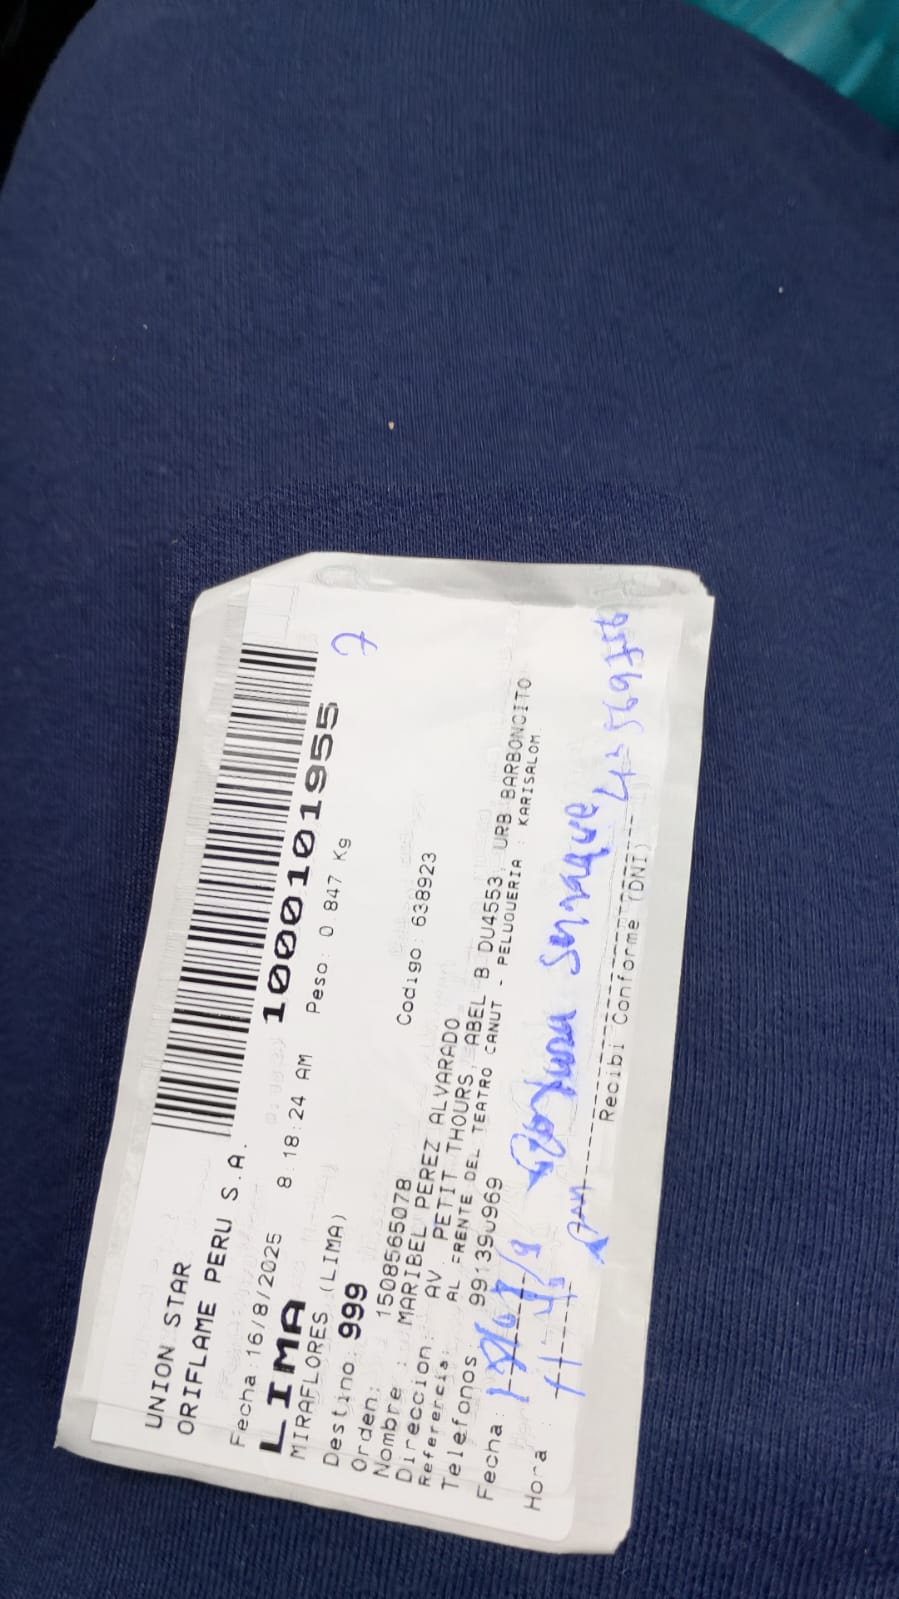 UNION STAR
ORIFLAME PERU S.A.
Fecha:16/8/2025 8:18:24 AM
1000101955
LIMA
MIRAFLORES (LIMA) Peso: 0 847 Kg
7
Destino: 999
Orden: 1508565078 Codigo: 638923
Nombre : MARIBEL PEREZ ALVARADO
Direccion: AV. PETIT THOURS, ABEL B DU4553, URB BARBONCITO
Referencia: AL FRENTE DEL TEATRO CANUT - PELUQUERIA : KARISALOM
Telefonos
Fecha:
Hora :
Recibi Conforme (DNI)